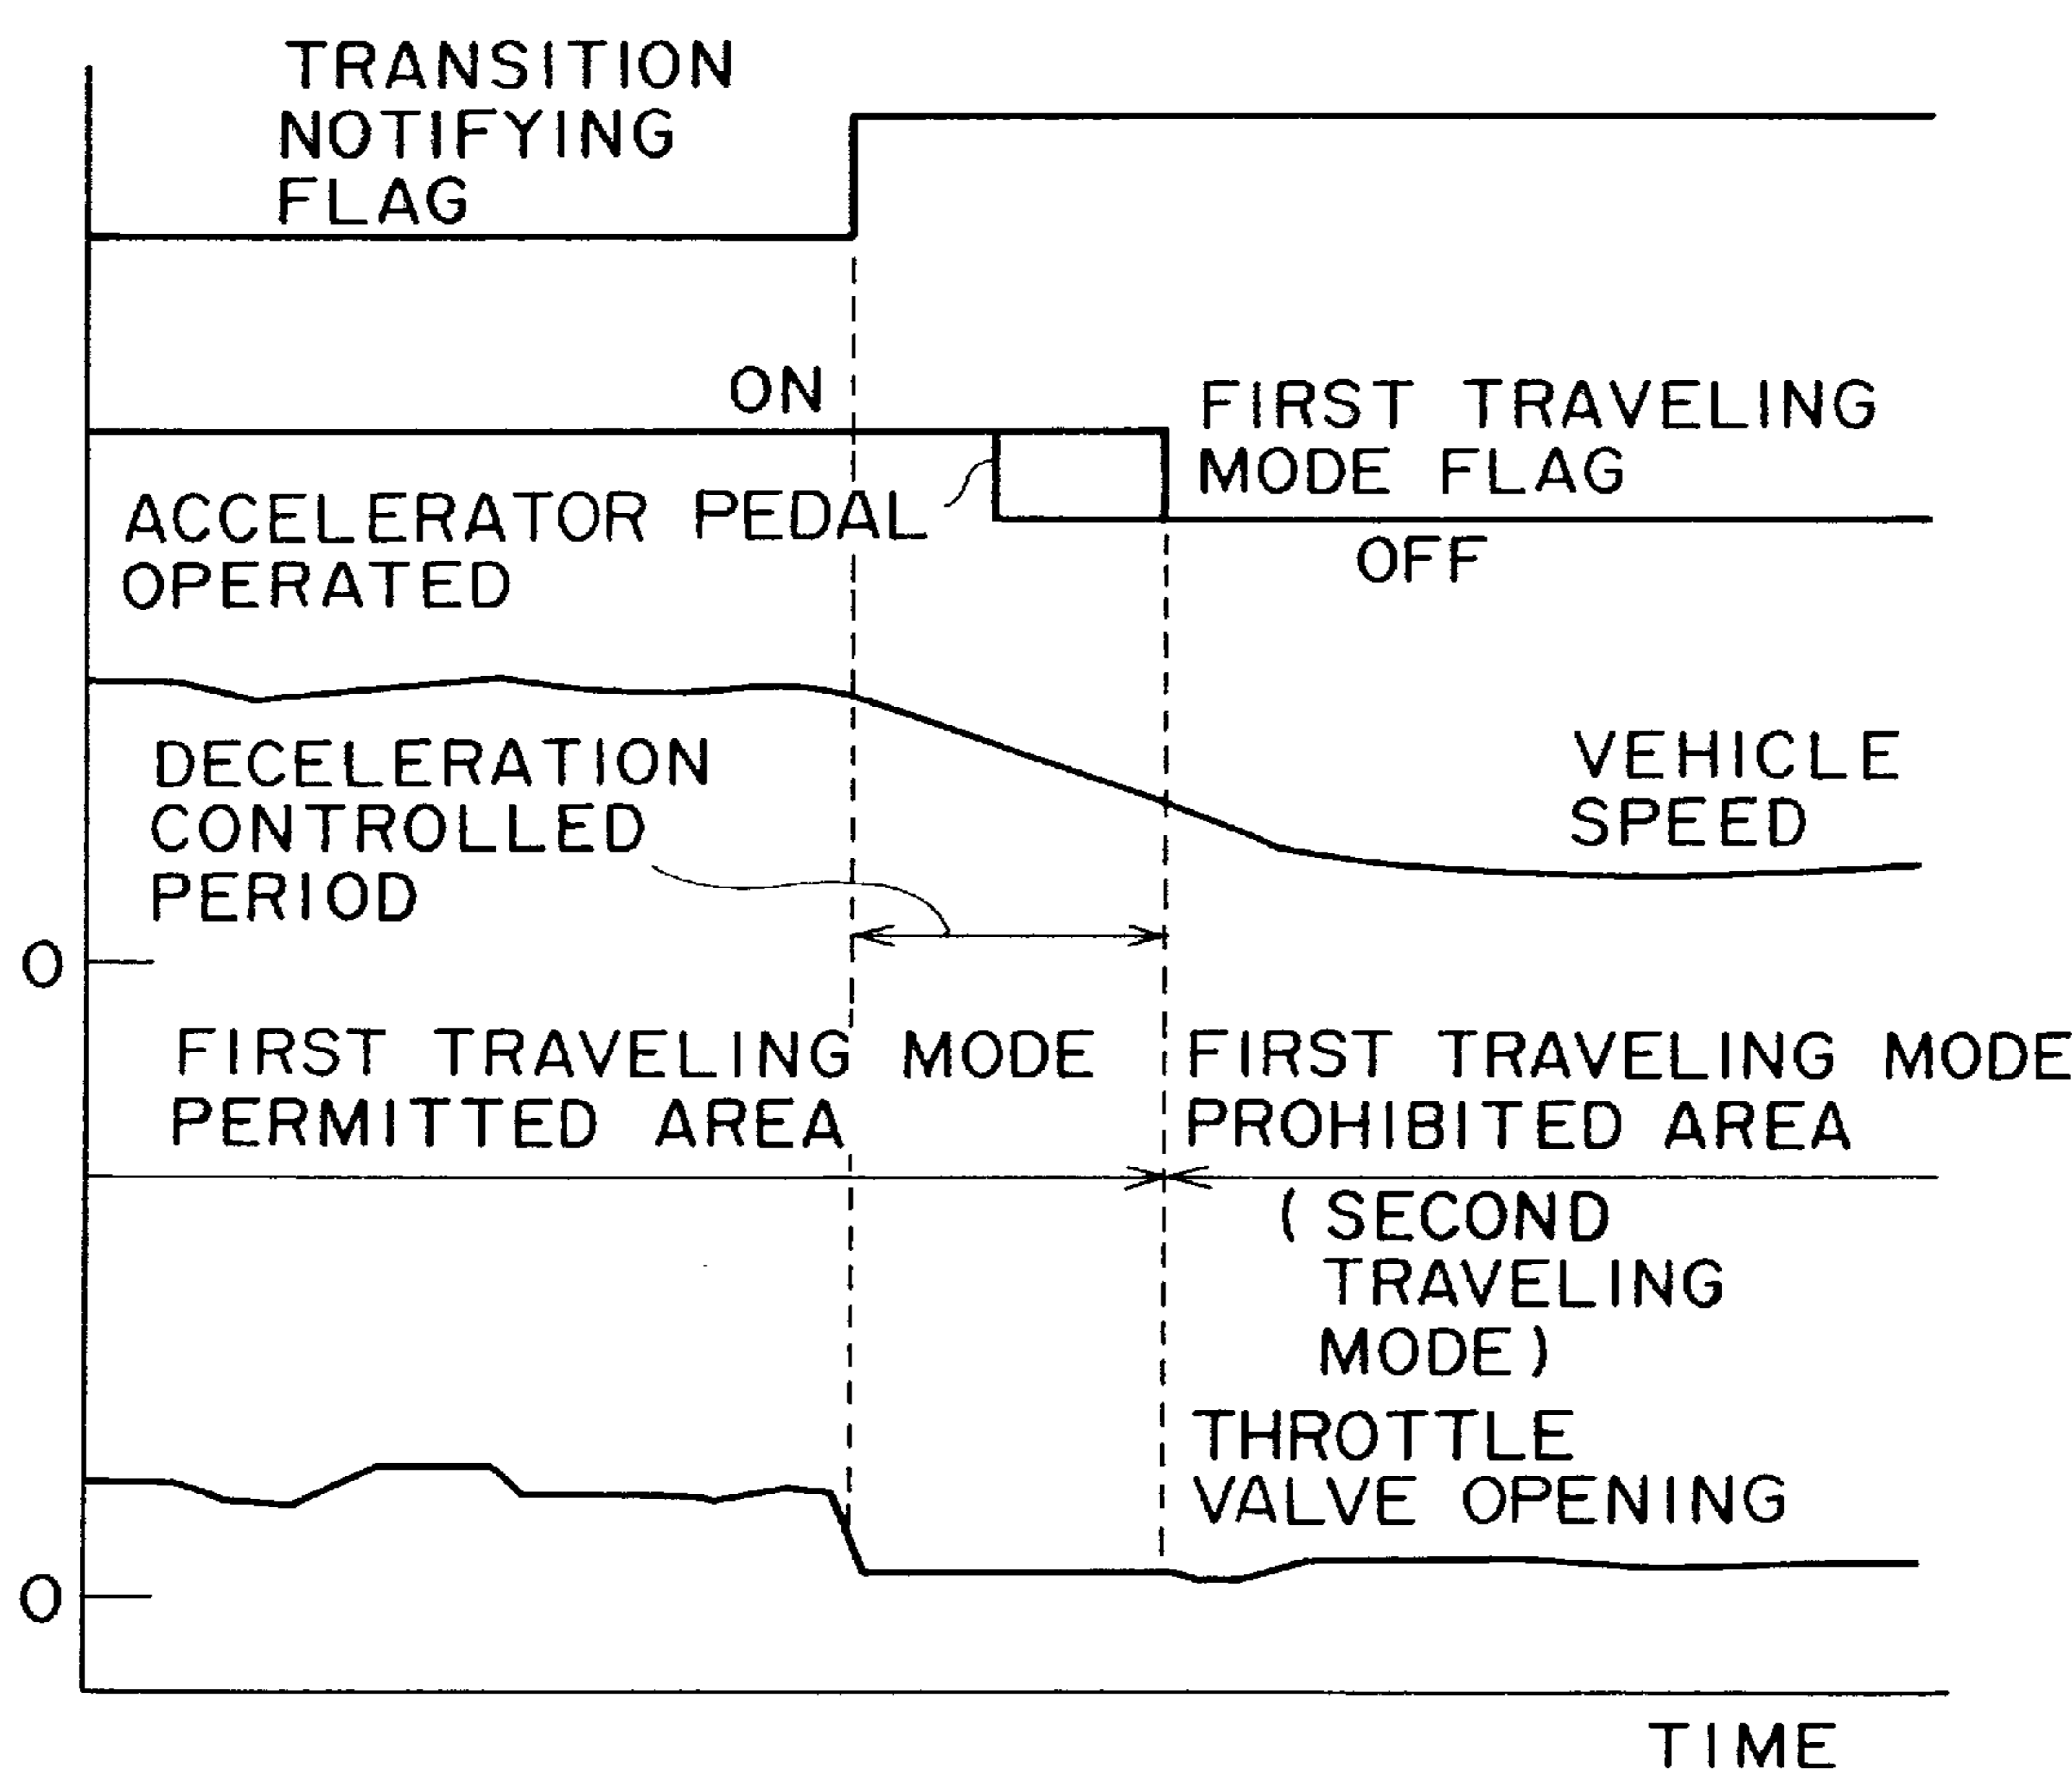 TRANSITION
NOTIFYING
FLAG
ON
FIRST TRAVELING
MODE FLAG
ACCELERATOR PEDAL
OPERATED
OFF
DECELERATION
CONTROLLED
PERIOD
VEHICLE
SPEED
0
FIRST TRAVELING MODE
PERMITTED AREA
FIRST TRAVELING MODE
PROHIBITED AREA
(SECOND
TRAVELING
MODE)
THROTTLE
VALVE OPENING
0
TIME